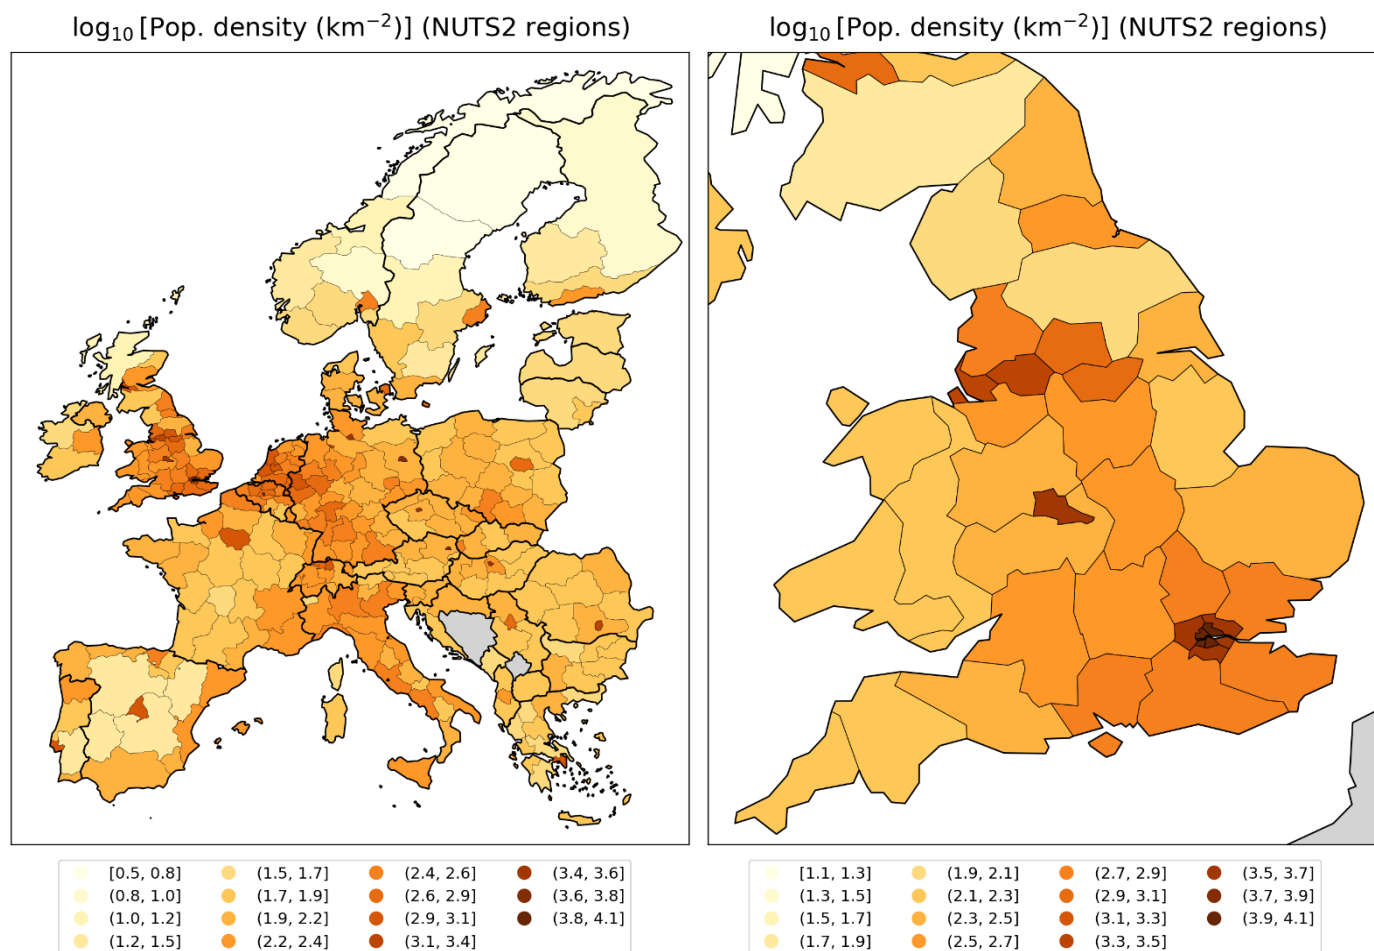 log₁₀ [Pop. density (km⁻²)] (NUTS2 regions)
log₁₀ [Pop. density (km⁻²)] (NUTS2 regions)
[0.5, 0.8] (1.5, 1.7] (2.4, 2.6] (3.4, 3.6]
(0.8, 1.0] (1.7, 1.9] (2.6, 2.9] (3.6, 3.8]
(1.0, 1.2] (1.9, 2.2] (2.9, 3.1] (3.8, 4.1]
(1.2, 1.5] (2.2, 2.4] (3.1, 3.4]
[1.1, 1.3] (1.9, 2.1] (2.7, 2.9] (3.5, 3.7]
(1.3, 1.5] (2.1, 2.3] (2.9, 3.1] (3.7, 3.9]
(1.5, 1.7] (2.3, 2.5] (3.1, 3.3] (3.9, 4.1]
(1.7, 1.9] (2.5, 2.7] (3.3, 3.5]